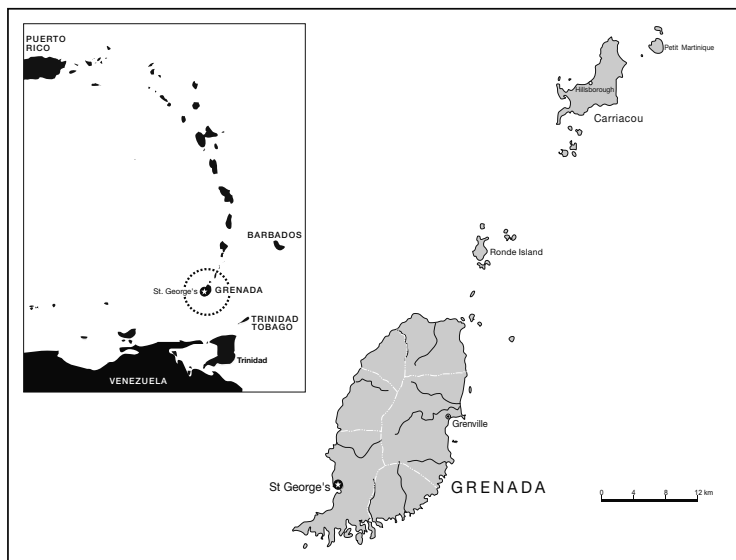 PUERTO
RICO
BARBADOS
St. George's
GRENADA
TRINIDAD
TOBAGO
Trinidad
VENEZUELA
Petit Martinique
Hillsborough
Carriacou
Ronde Island
Grenville
St George's
GRENADA
0 4 8 12 km